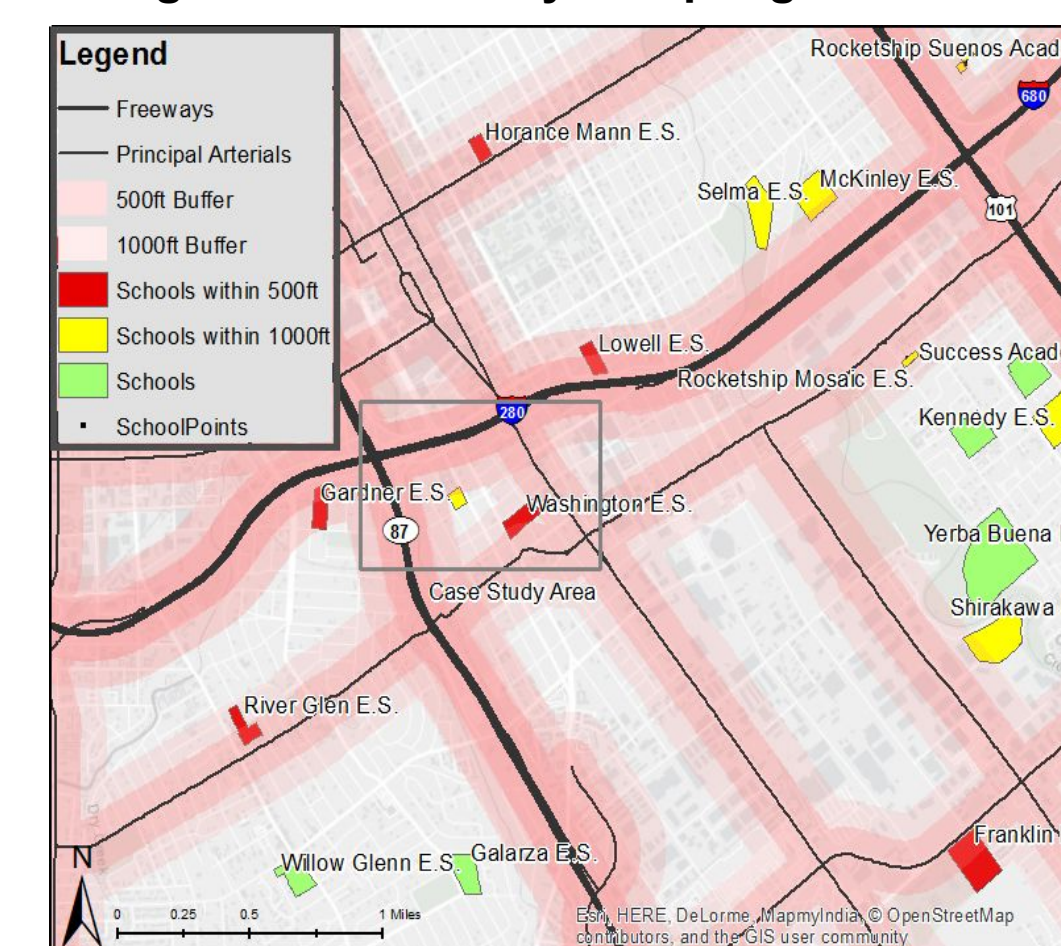 Legend
Freeways
Principal Arterials
500ft Buffer
1000ft Buffer
Schools within 500ft
Schools within 1000ft
Schools
SchoolPoints
Rocketship Suenos Acad
680
Horance Mann E.S.
McKinley E.S.
Selma E.S.
101
Lowell E.S.
Success Acad
Rocketship Mosaic E.S.
280
Kennedy E.S.
Gardner E.S.
Washington E.S.
87
Yerba Buena
Case Study Area
Shirakawa
River Glen E.S.
Franklin
Willow Glenn E.S.
Galarza E.S.
N
0 0.25 0.5 1 Miles
Esri, HERE, DeLorme, MapmyIndia, © OpenStreetMap
contributors, and the GIS user community